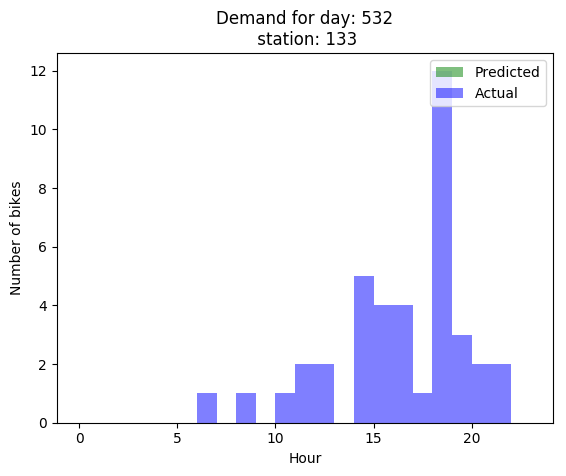 Demand for day: 532
station: 133
Predicted
Actual
12
10
8
6
4
2
0
Number of bikes
0 5 10 15 20
Hour